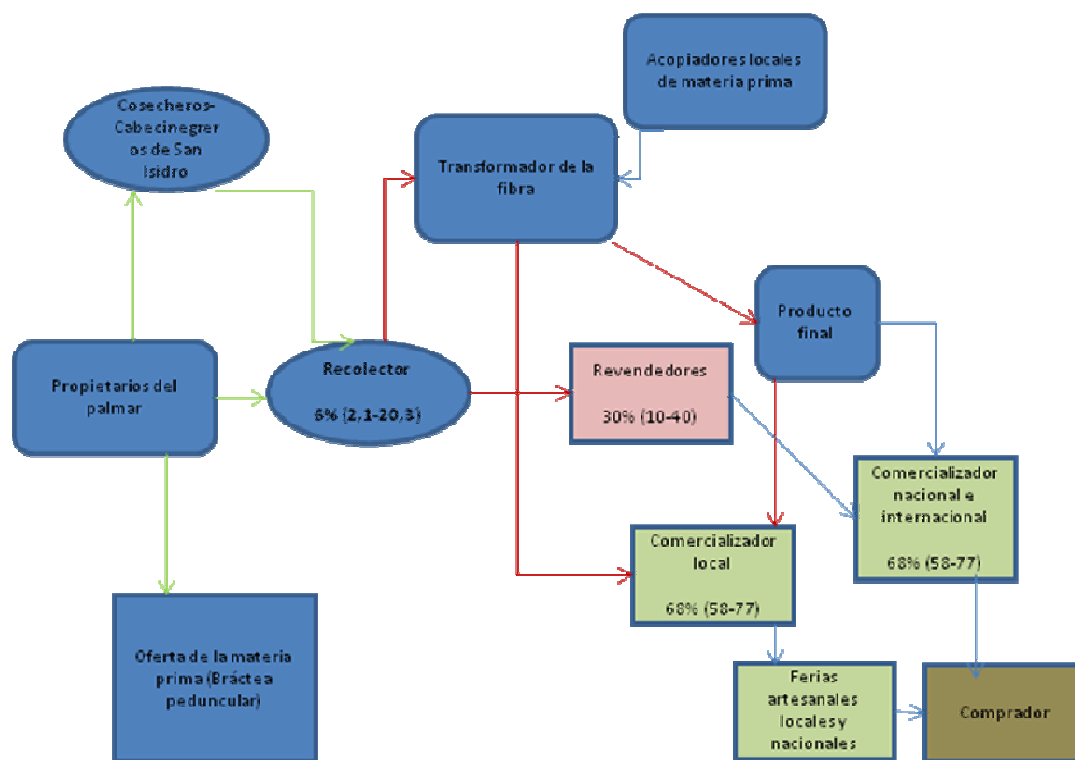 Acopiadores locales
de materia prima
Cosecheros-
Cabecinegrer
os de San
Isidro
Transformador de la
fibra
Producto
final
Propietarios del
palmar
Recolector
6% (2,1-20,3)
Revendedores
30% (10-40)
Comercializador
nacional e
internacional
68% (58-77)
Comercializador
local
68% (58-77)
Oferta de la materia
prima (Bráctea
peduncular)
Ferias
artesanales
locales y
nacionales
Comprador